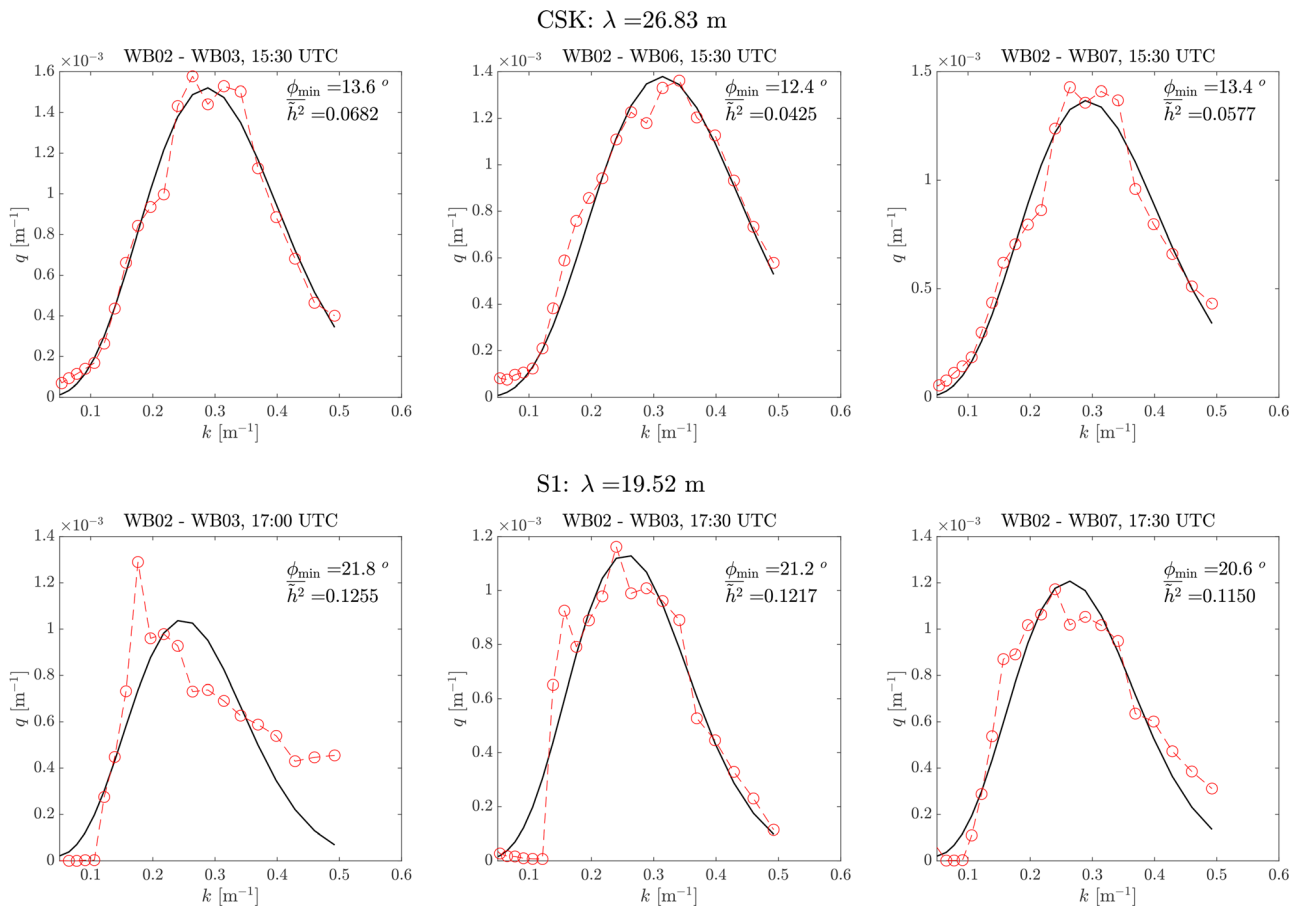 CSK: λ =26.83 m
WB02 - WB03, 15:30 UTC
×10⁻³
ϕmin =13.6 º
h̃² =0.0682
q [m⁻¹]
1.6
1.4
1.2
1
0.8
0.6
0.4
0.2
0
0.1 0.2 0.3 0.4 0.5 0.6
k [m⁻¹]
WB02 - WB06, 15:30 UTC
×10⁻³
ϕmin =12.4 º
h̃² =0.0425
q [m⁻¹]
1.4
1.2
1
0.8
0.6
0.4
0.2
0
0.1 0.2 0.3 0.4 0.5 0.6
k [m⁻¹]
WB02 - WB07, 15:30 UTC
×10⁻³
ϕmin =13.4 º
h̃² =0.0577
q [m⁻¹]
1.5
1
0.5
0
0.1 0.2 0.3 0.4 0.5 0.6
k [m⁻¹]
S1: λ =19.52 m
WB02 - WB03, 17:00 UTC
×10⁻³
ϕmin =21.8 º
h̃² =0.1255
q [m⁻¹]
1.4
1.2
1
0.8
0.6
0.4
0.2
0
0.1 0.2 0.3 0.4 0.5 0.6
k [m⁻¹]
WB02 - WB03, 17:30 UTC
×10⁻³
ϕmin =21.2 º
h̃² =0.1217
q [m⁻¹]
1.2
1
0.8
0.6
0.4
0.2
0
0.1 0.2 0.3 0.4 0.5 0.6
k [m⁻¹]
WB02 - WB07, 17:30 UTC
×10⁻³
ϕmin =20.6 º
h̃² =0.1150
q [m⁻¹]
1.4
1.2
1
0.8
0.6
0.4
0.2
0
0.1 0.2 0.3 0.4 0.5 0.6
k [m⁻¹]